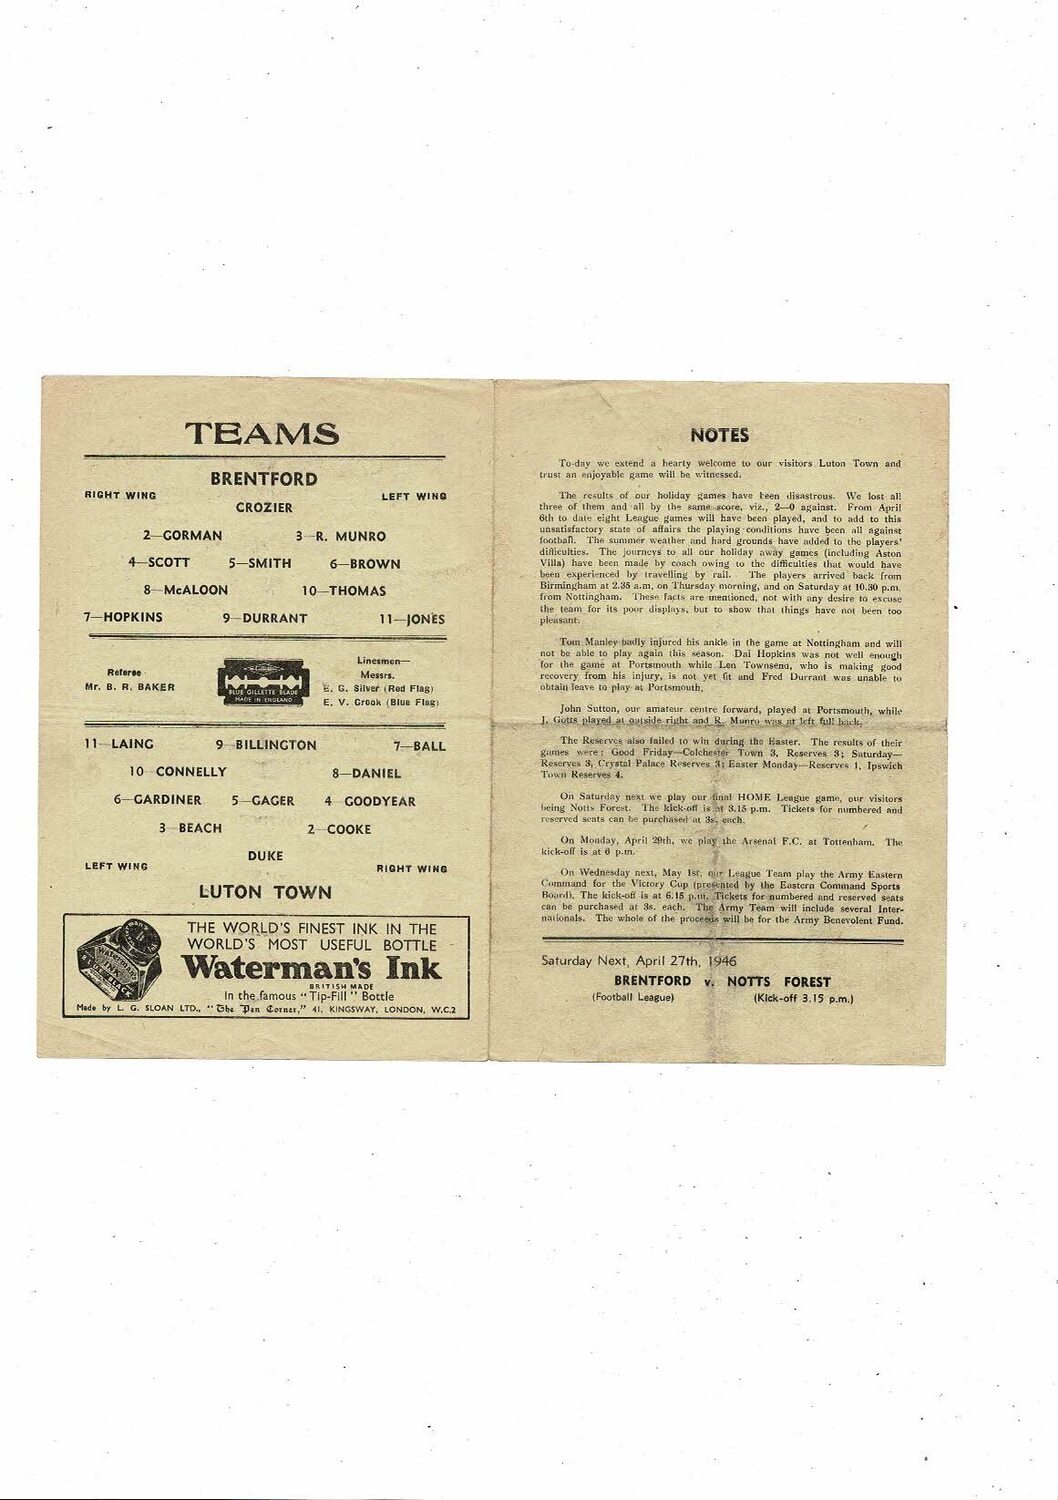 TEAMS
BRENTFORD
RIGHT WING
LEFT WING
CROZIER
2—GORMAN 3—R. MUNRO
4—SCOTT 5—SMITH 6—BROWN
8—McALOON 10—THOMAS
7—HOPKINS 9—DURRANT 11—JONES
Referee
Mr. B. R. BAKER
BLUE GILLETTE BLADE
MADE IN ENGLAND
Linesmen—
Messrs.
E. G. Silver (Red Flag)
E. V. Crook (Blue Flag)
11—LAING 9—BILLINGTON 7—BALL
10 CONNELLY 8—DANIEL
6—GARDINER 5—GAGER 4 GOODYEAR
3 BEACH 2—COOKE
DUKE
LEFT WING
RIGHT WING
LUTON TOWN
THE WORLD'S FINEST INK IN THE
WORLD'S MOST USEFUL BOTTLE
Waterman's Ink
BRITISH MADE
In the famous "Tip-Fill" Bottle
Made by L. G. SLOAN LTD., "The Pen Corner," 41, KINGSWAY, LONDON, W.C.2
NOTES
To-day we extend a hearty welcome to our visitors Luton Town and
trust an enjoyable game will be witnessed.
The results of our holiday games have been disastrous. We lost all
three of them and all by the same score, viz., 2—0 against. From April
6th to date eight League games will have been played, and to add to this
unsatisfactory state of affairs the playing conditions have been all against
football. The summer weather and hard grounds have added to the players'
difficulties. The journeys to all our holiday away games (including Aston
Villa) have been made by coach owing to the difficulties that would have
been experienced by travelling by rail. The players arrived back from
Birmingham at 2.35 a.m. on Thursday morning, and on Saturday at 10.30 p.m.
from Nottingham. These facts are mentioned, not with any desire to excuse
the team for its poor displays, but to show that things have not been too
pleasant.
Tom Manley badly injured his ankle in the game at Nottingham and will
not be able to play again this season. Dai Hopkins was not well enough
for the game at Portsmouth while Len Townsend, who is making good
recovery from his injury, is not yet fit and Fred Durrant was unable to
obtain leave to play at Portsmouth.
John Sutton, our amateur centre forward, played at Portsmouth, while
J. Gotts played at outside right and R. Munro was at left full back.
The Reserves also failed to win during the Easter. The results of their
games were: Good Friday—Colchester Town 3, Reserves 3; Saturday—
Reserves 3, Crystal Palace Reserves 3; Easter Monday—Reserves 1, Ipswich
Town Reserves 4.
On Saturday next we play our final HOME League game, our visitors
being Notts Forest. The kick-off is at 3.15 p.m. Tickets for numbered and
reserved seats can be purchased at 3s. each.
On Monday, April 29th, we play the Arsenal F.C. at Tottenham. The
kick-off is at 6 p.m.
On Wednesday next, May 1st, our League Team play the Army Eastern
Command for the Victory Cup (presented by the Eastern Command Sports
Board). The kick-off is at 6.15 p.m. Tickets for numbered and reserved seats
can be purchased at 3s. each. The Army Team will include several Inter-
nationals. The whole of the proceeds will be for the Army Benevolent Fund.
Saturday Next, April 27th, 1946
BRENTFORD v. NOTTS FOREST
(Football League) (Kick-off 3.15 p.m.)